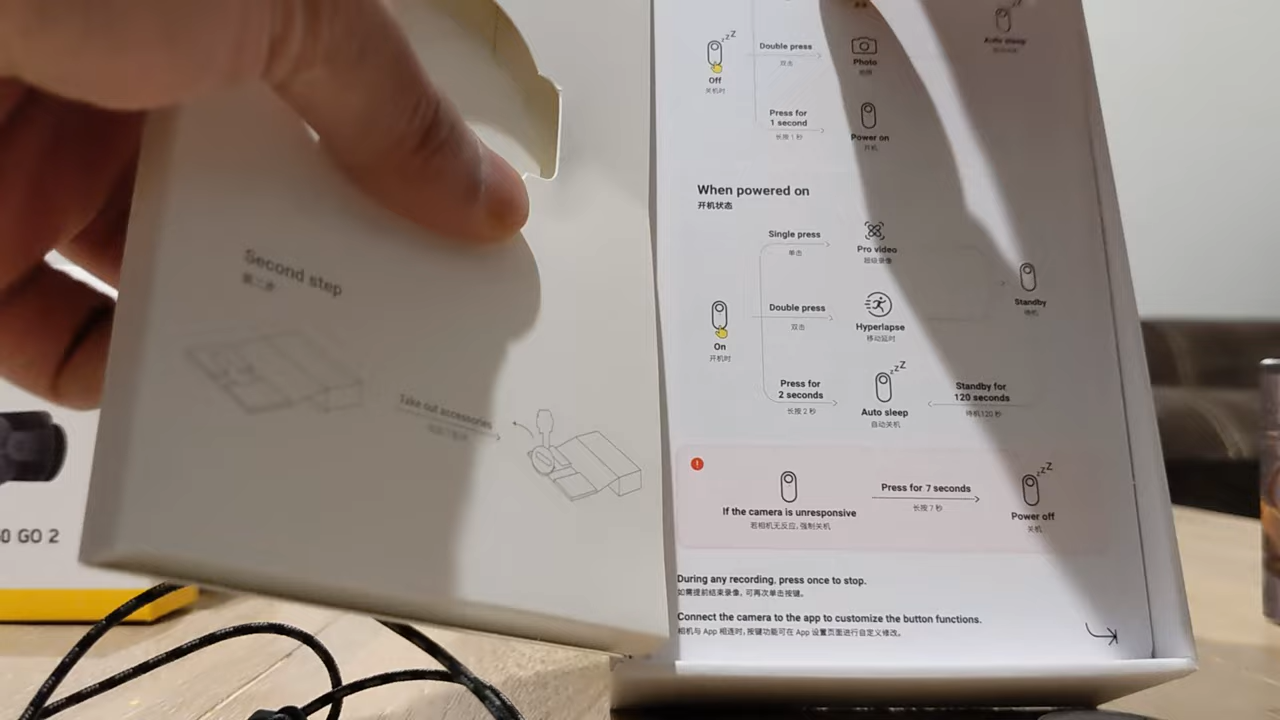 Second step
第二步
Take out accessories
O GO 2
Off
关机时
Double press
双击
Photo
拍照
Auto sleep
Press for
1 second
长按 1 秒
Power on
开机
When powered on
开机状态
Single press
单击
Pro video
超级录像
On
开机时
Double press
双击
Hyperlapse
移动延时
Standby
待机
Press for
2 seconds
长按 2 秒
Auto sleep
自动关机
Standby for
120 seconds
待机120 秒
If the camera is unresponsive
若相机无反应, 强制关机
Press for 7 seconds
长按 7 秒
Power off
关机
During any recording, press once to stop.
如需提前结束录像, 可再次单击按键。
Connect the camera to the app to customize the button functions.
相机与 App 相连时, 按键功能可在 App 设置页面进行自定义修改。